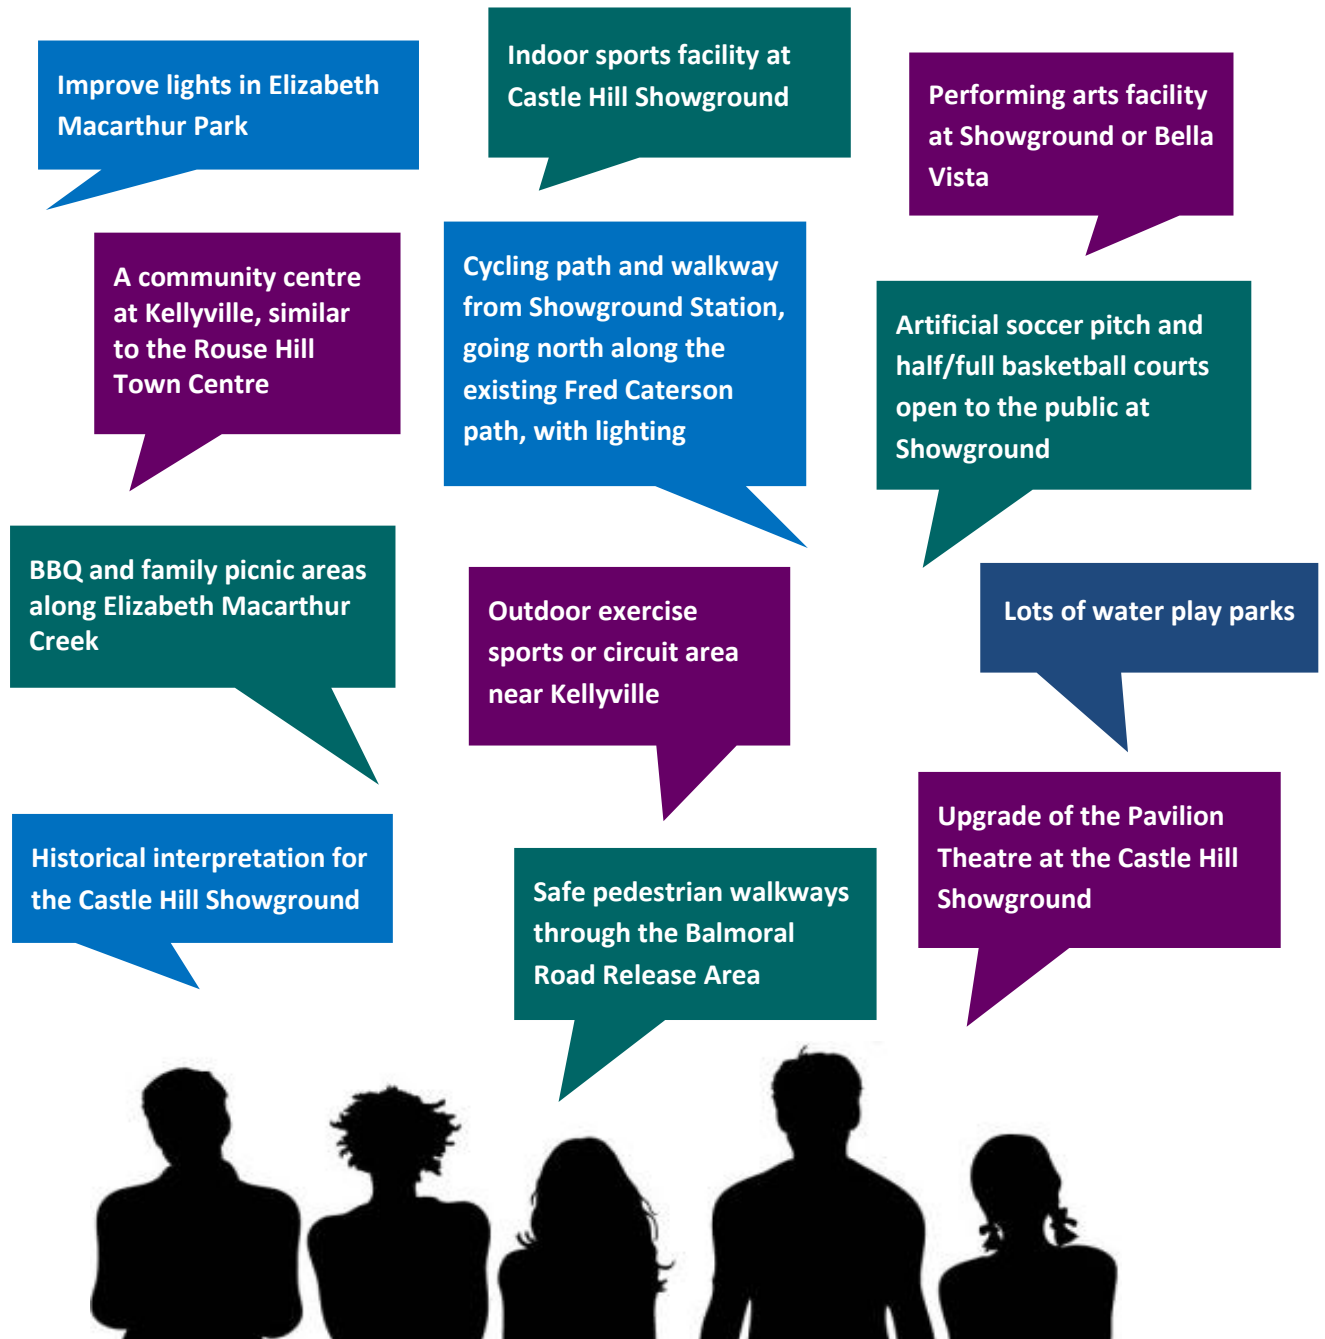 Improve lights in Elizabeth
Macarthur Park
Indoor sports facility at
Castle Hill Showground
Performing arts facility
at Showground or Bella
Vista
A community centre
at Kellyville, similar
to the Rouse Hill
Town Centre
Cycling path and walkway
from Showground Station,
going north along the
existing Fred Caterson
path, with lighting
Artificial soccer pitch and
half/full basketball courts
open to the public at
Showground
BBQ and family picnic areas
along Elizabeth Macarthur
Creek
Outdoor exercise
sports or circuit area
near Kellyville
Lots of water play parks
Historical interpretation for
the Castle Hill Showground
Safe pedestrian walkways
through the Balmoral
Road Release Area
Upgrade of the Pavilion
Theatre at the Castle Hill
Showground